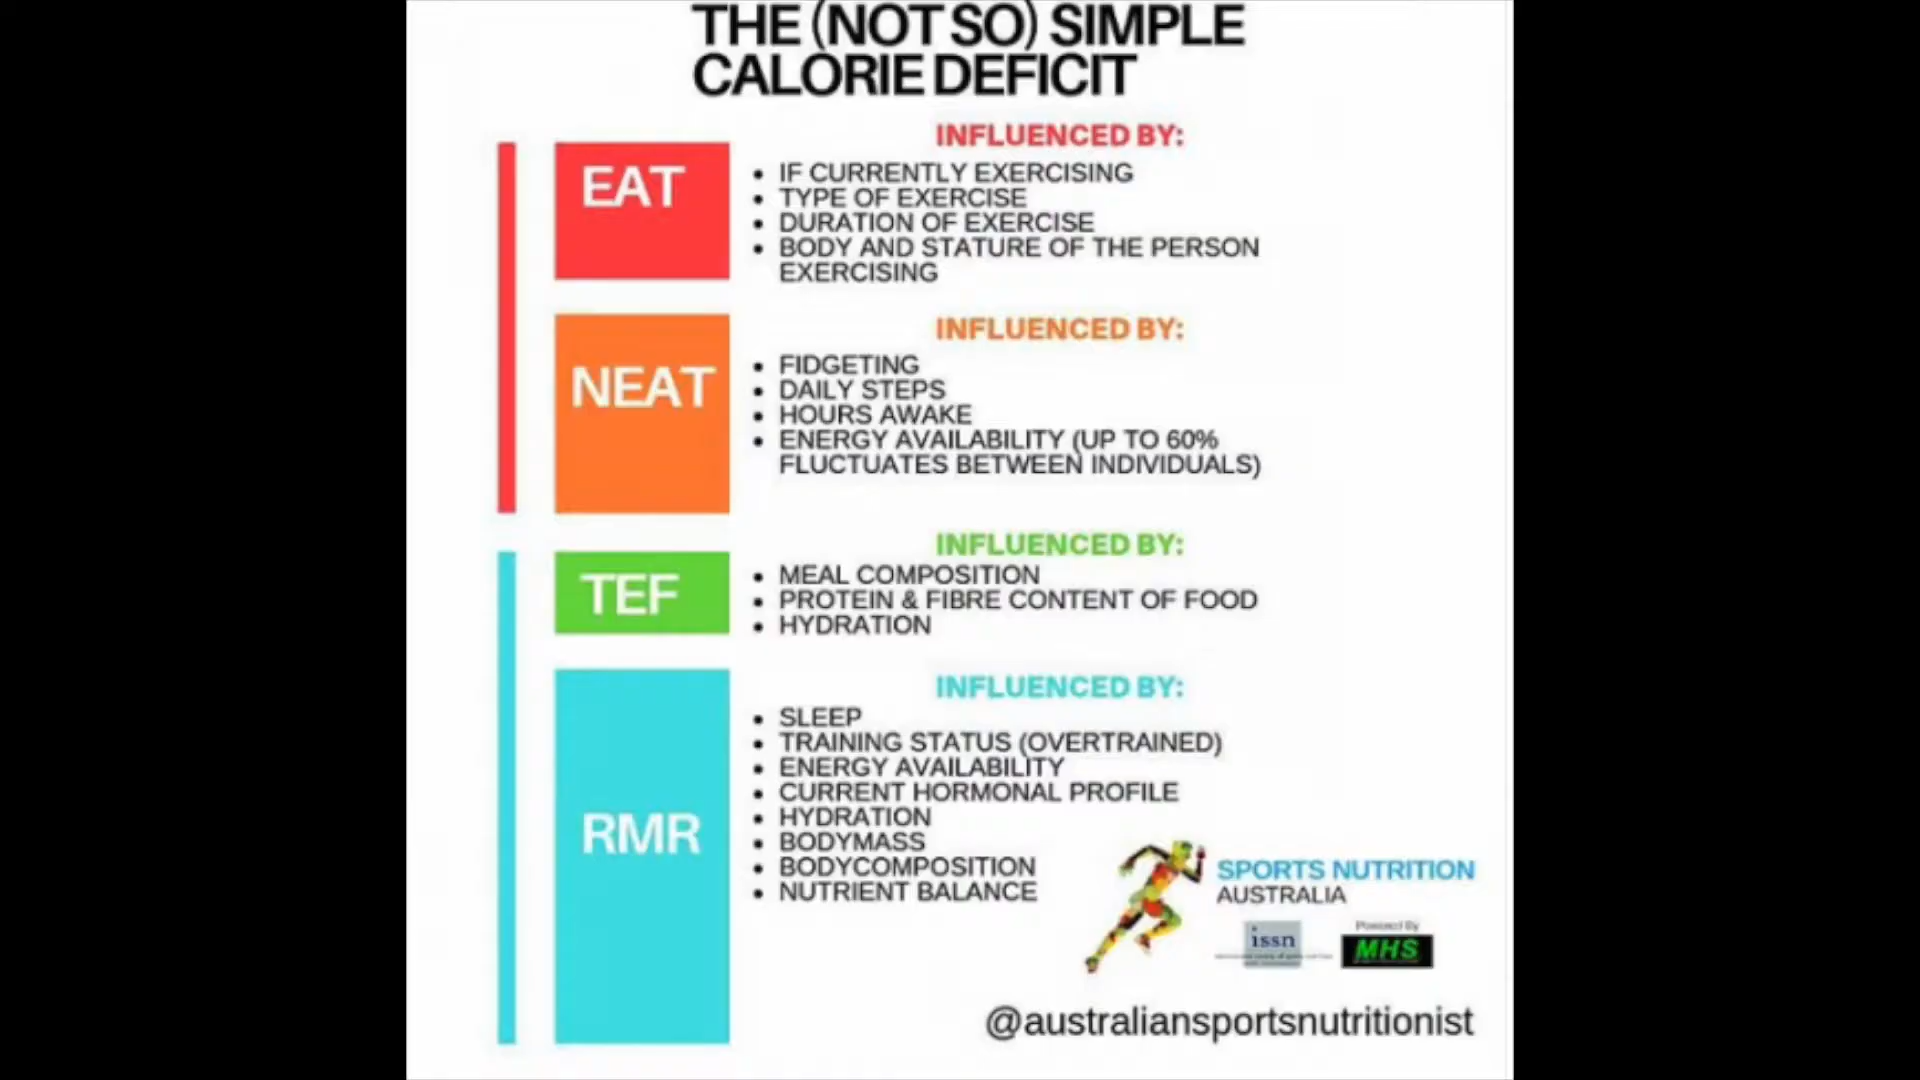 THE (NOT SO) SIMPLE
CALORIE DEFICIT
EAT
INFLUENCED BY:
• IF CURRENTLY EXERCISING
• TYPE OF EXERCISE
• DURATION OF EXERCISE
• BODY AND STATURE OF THE PERSON
EXERCISING
NEAT
INFLUENCED BY:
• FIDGETING
• DAILY STEPS
• HOURS AWAKE
• ENERGY AVAILABILITY (UP TO 60%
FLUCTUATES BETWEEN INDIVIDUALS)
TEF
INFLUENCED BY:
• MEAL COMPOSITION
• PROTEIN & FIBRE CONTENT OF FOOD
• HYDRATION
RMR
INFLUENCED BY:
• SLEEP
• TRAINING STATUS (OVERTRAINED)
• ENERGY AVAILABILITY
• CURRENT HORMONAL PROFILE
• HYDRATION
• BODYMASS
• BODYCOMPOSITION
• NUTRIENT BALANCE
SPORTS NUTRITION
AUSTRALIA
issn
Powered By
MHS
@australiansportsnutritionist